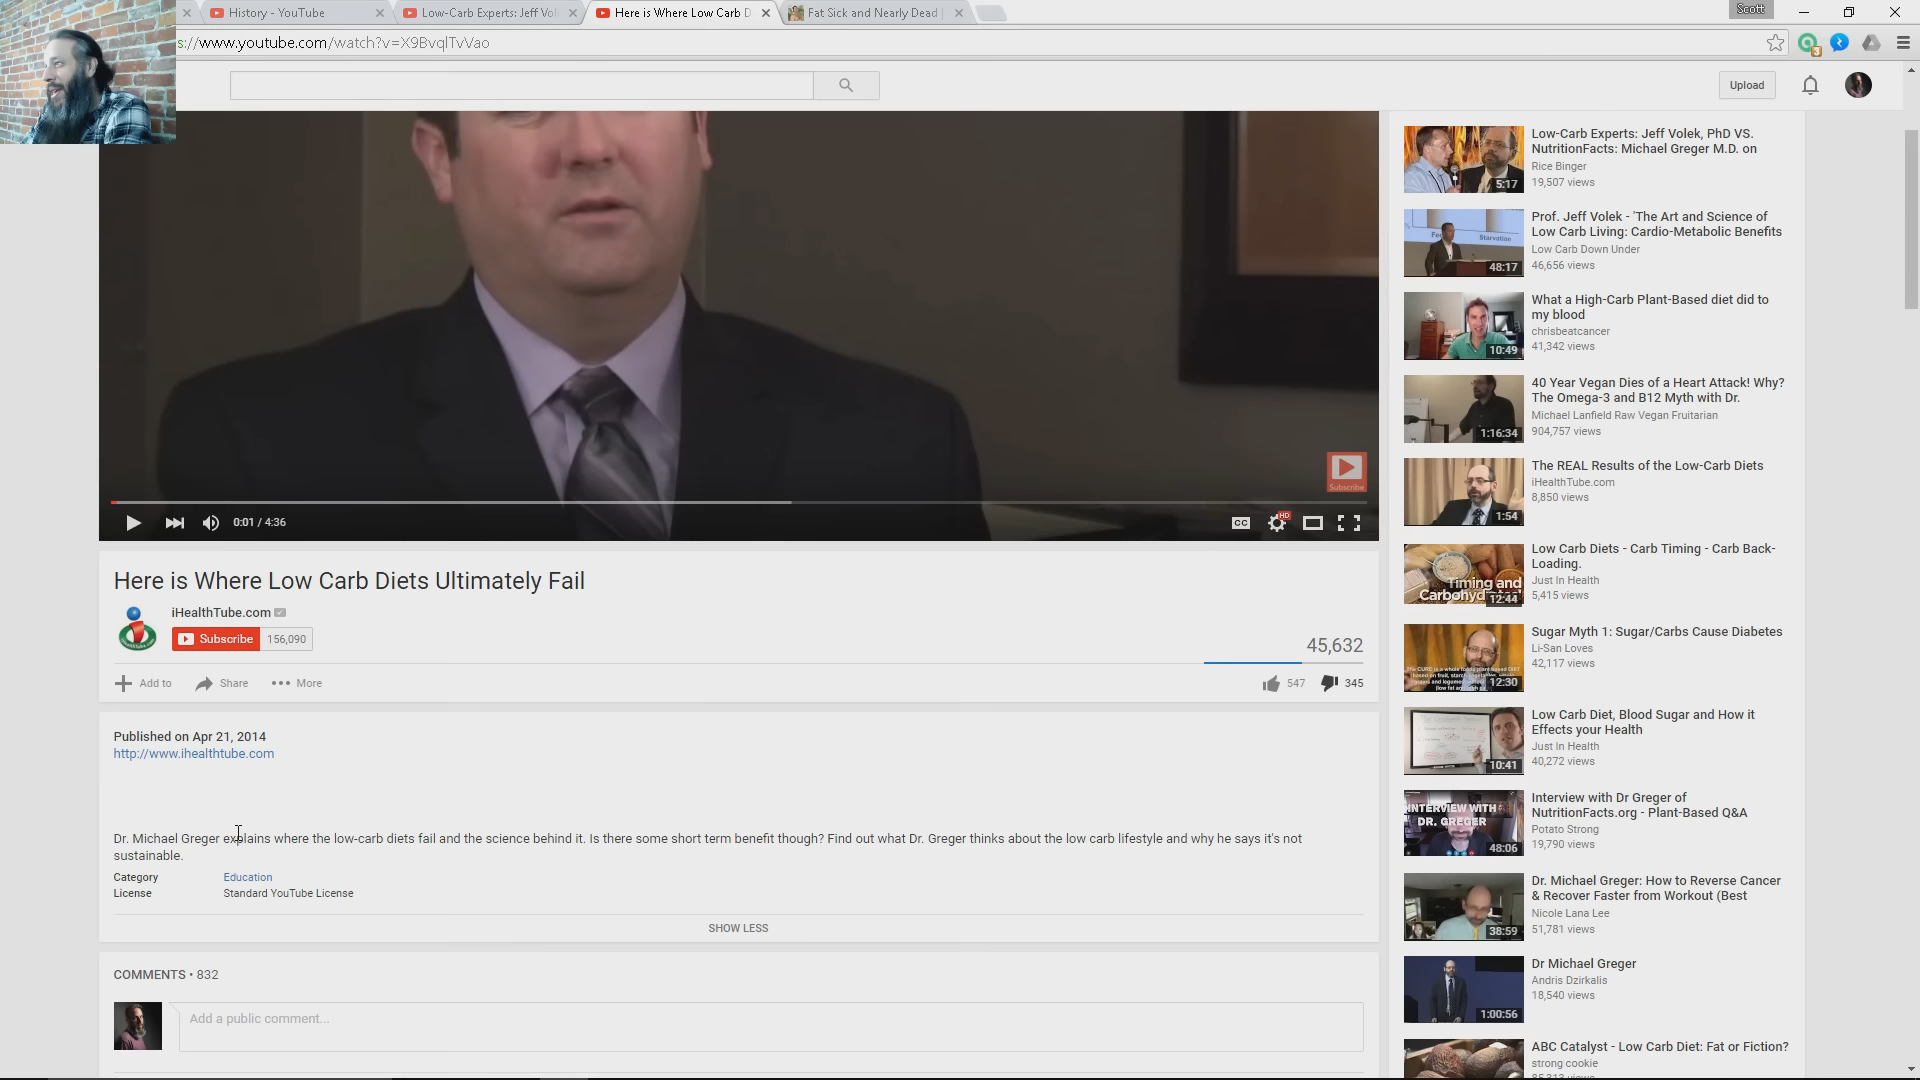 History - YouTube
Low-Carb Experts: Jeff Vol
Here is Where Low Carb D
Fat Sick and Nearly Dead |
Scott
s://www.youtube.com/watch?v=X9BvqlTvVao
3
Upload
Subscribe
0:01 / 4:36
CC
HD
Here is Where Low Carb Diets Ultimately Fail
iHealthTube.com
Subscribe 156,090
45,632
Add to Share More
547 345
Published on Apr 21, 2014
http://www.ihealthtube.com
Dr. Michael Greger explains where the low-carb diets fail and the science behind it. Is there some short term benefit though? Find out what Dr. Greger thinks about the low carb lifestyle and why he says it's not
sustainable.
Category Education
License Standard YouTube License
SHOW LESS
COMMENTS • 832
Add a public comment...
Low-Carb Experts: Jeff Volek, PhD VS.
NutritionFacts: Michael Greger M.D. on
Rice Binger
19,507 views
5:17
Prof. Jeff Volek - 'The Art and Science of
Low Carb Living: Cardio-Metabolic Benefits
Low Carb Down Under
46,656 views
Starvation
48:17
What a High-Carb Plant-Based diet did to
my blood
chrisbeatcancer
41,342 views
10:49
40 Year Vegan Dies of a Heart Attack! Why?
The Omega-3 and B12 Myth with Dr.
Michael Lanfield Raw Vegan Fruitarian
904,757 views
1:16:34
The REAL Results of the Low-Carb Diets
iHealthTube.com
8,850 views
1:54
Low Carb Diets - Carb Timing - Carb Back-
Loading.
Just In Health
5,415 views
Timing and
12:44
Sugar Myth 1: Sugar/Carbs Cause Diabetes
Li-San Loves
42,117 views
12:30
Low Carb Diet, Blood Sugar and How it
Effects your Health
Just In Health
40,272 views
10:41
Interview with Dr Greger of
NutritionFacts.org - Plant-Based Q&A
Potato Strong
19,790 views
INTERVIEW WITH
DR. GREGER
48:06
Dr. Michael Greger: How to Reverse Cancer
& Recover Faster from Workout (Best
Nicole Lana Lee
51,781 views
38:59
Dr Michael Greger
Andris Dzirkalis
18,540 views
1:00:56
ABC Catalyst - Low Carb Diet: Fat or Fiction?
strong cookie